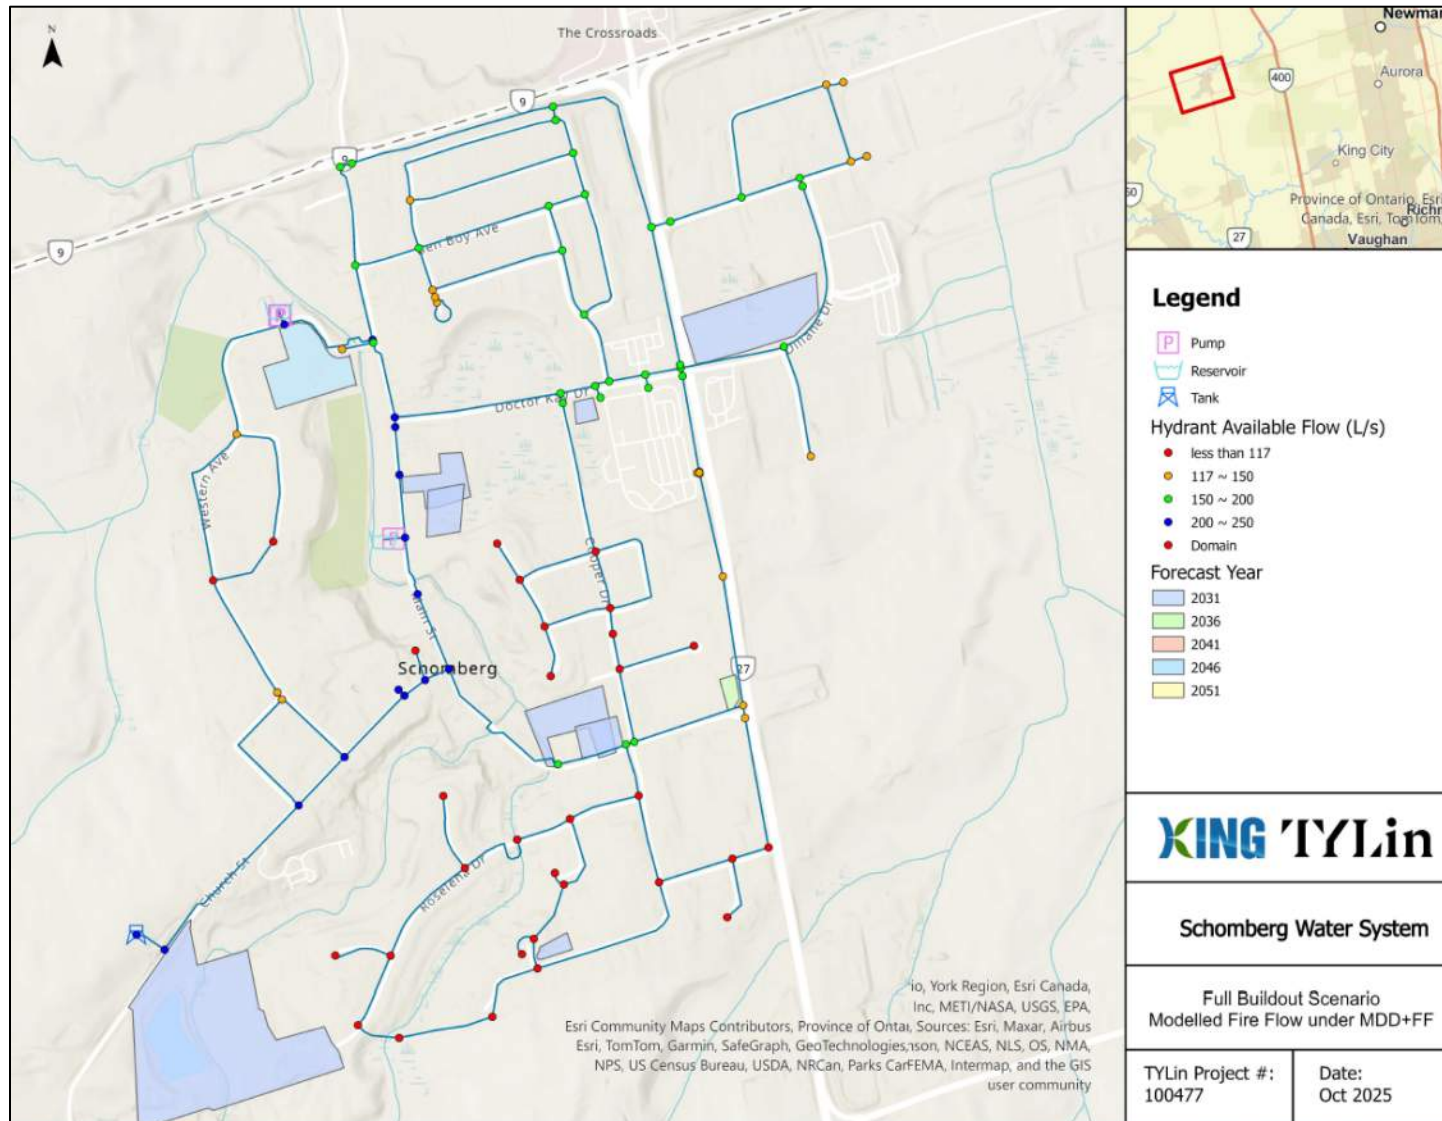 N
The Crossroads
9
9
9
en Boy Ave
Dillane Dr
Doctor Kay Dr
Western Ave
Cooper Dr
Main St
Schomberg
27
Roselena Dr
Church St
io, York Region, Esri Canada,
Inc, METI/NASA, USGS, EPA,
Esri Community Maps Contributors, Province of Ontar, Sources: Esri, Maxar, Airbus
Esri, TomTom, Garmin, SafeGraph, GeoTechnologies, NCEAS, NLS, OS, NMA,
NPS, US Census Bureau, USDA, NRCan, Parks FEMA, Intermap, and the GIS
user community
Newmar
400
Aurora
King City
50
Province of Ontario, Esri
Canada, Esri, TomTom,
Richm
27
Vaughan
Legend
P Pump
Reservoir
Tank
Hydrant Available Flow (L/s)
less than 117
117 ~ 150
150 ~ 200
200 ~ 250
Domain
Forecast Year
2031
2036
2041
2046
2051
KING TYLin
Schomberg Water System
Full Buildout Scenario
Modelled Fire Flow under MDD+FF
TYLin Project #:
100477
Date:
Oct 2025